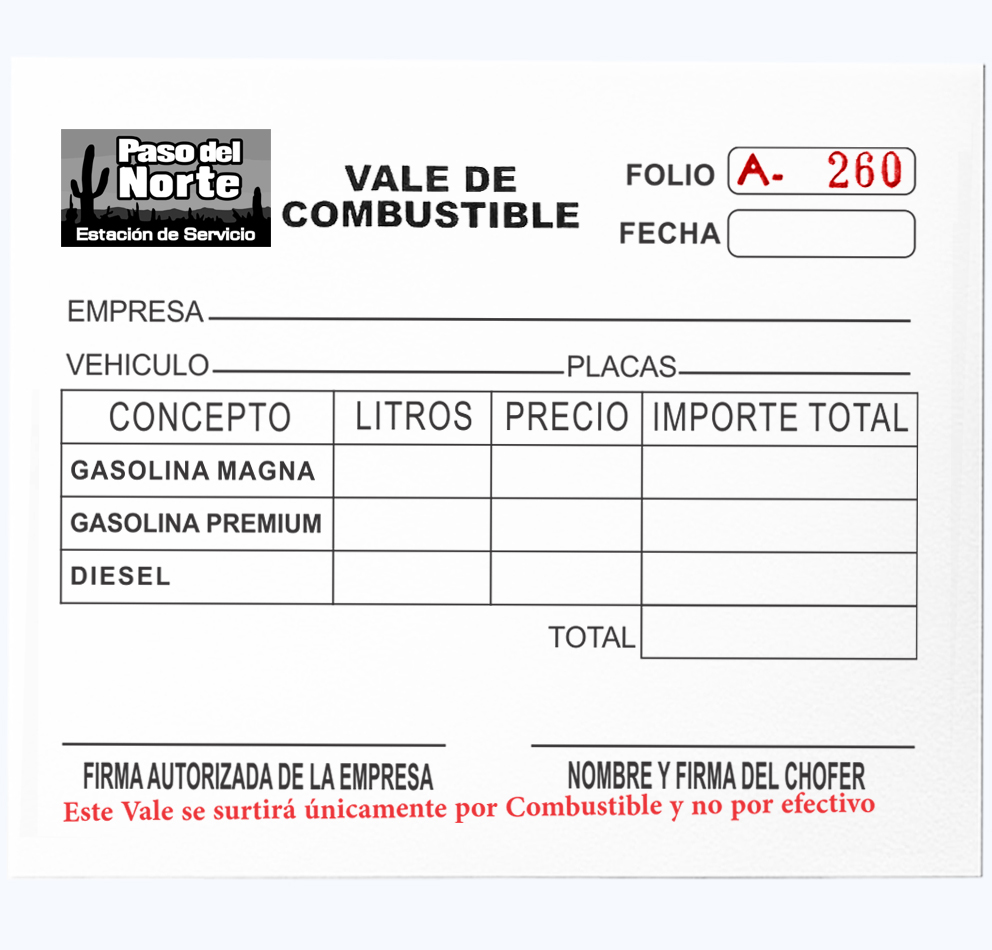 Paso del
Norte
Estación de Servicio
VALE DE
COMBUSTIBLE
FOLIO A- 260
FECHA
EMPRESA
VEHICULO PLACAS
CONCEPTO LITROS PRECIO IMPORTE TOTAL
GASOLINA MAGNA
GASOLINA PREMIUM
DIESEL
TOTAL
FIRMA AUTORIZADA DE LA EMPRESA NOMBRE Y FIRMA DEL CHOFER
Este Vale se surtirá únicamente por Combustible y no por efectivo